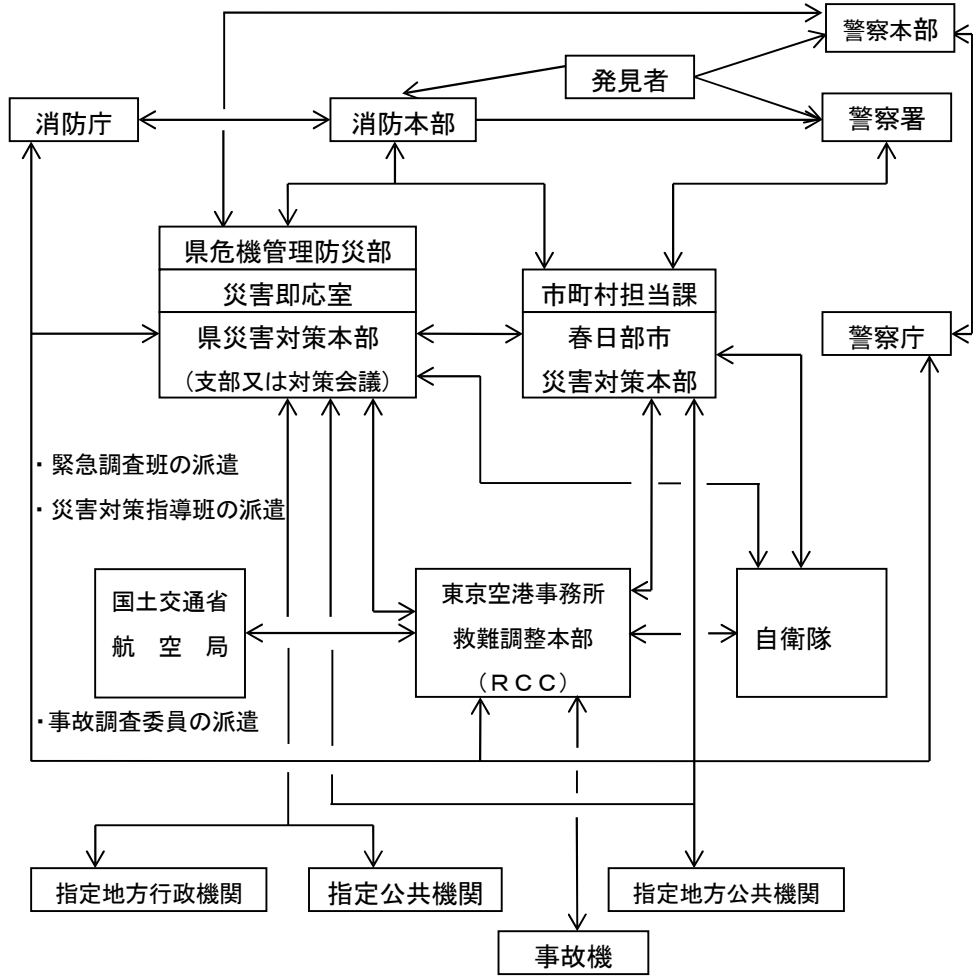 警察本部
発見者
消防庁
消防本部
警察署
県危機管理防災部
災害即応室
県災害対策本部
（支部又は対策会議）
市町村担当課
春日部市
災害対策本部
警察庁
・緊急調査班の派遣
・災害対策指導班の派遣
国土交通省
航　空　局
東京空港事務所
救難調整本部
（ＲＣＣ）
自衛隊
・事故調査委員の派遣
指定地方行政機関
指定公共機関
指定地方公共機関
事故機